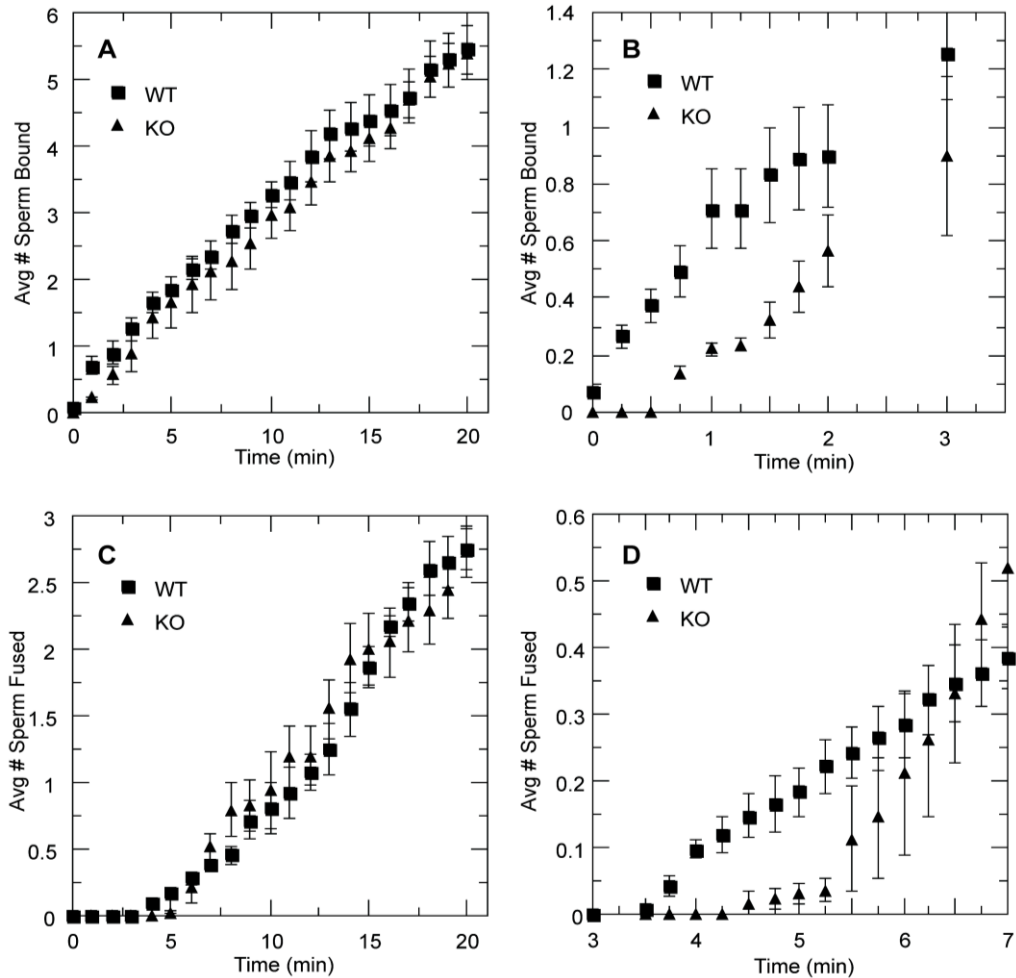 A
WT
KO
Avg # Sperm Bound
6
5
4
3
2
1
0
0 5 10 15 20
Time (min)
B
WT
KO
Avg # Sperm Bound
1.4
1.2
1
0.8
0.6
0.4
0.2
0
0 1 2 3
Time (min)
C
WT
KO
Avg # Sperm Fused
3
2.5
2
1.5
1
0.5
0
0 5 10 15 20
Time (min)
D
WT
KO
Avg # Sperm Fused
0.6
0.5
0.4
0.3
0.2
0.1
0
3 4 5 6 7
Time (min)